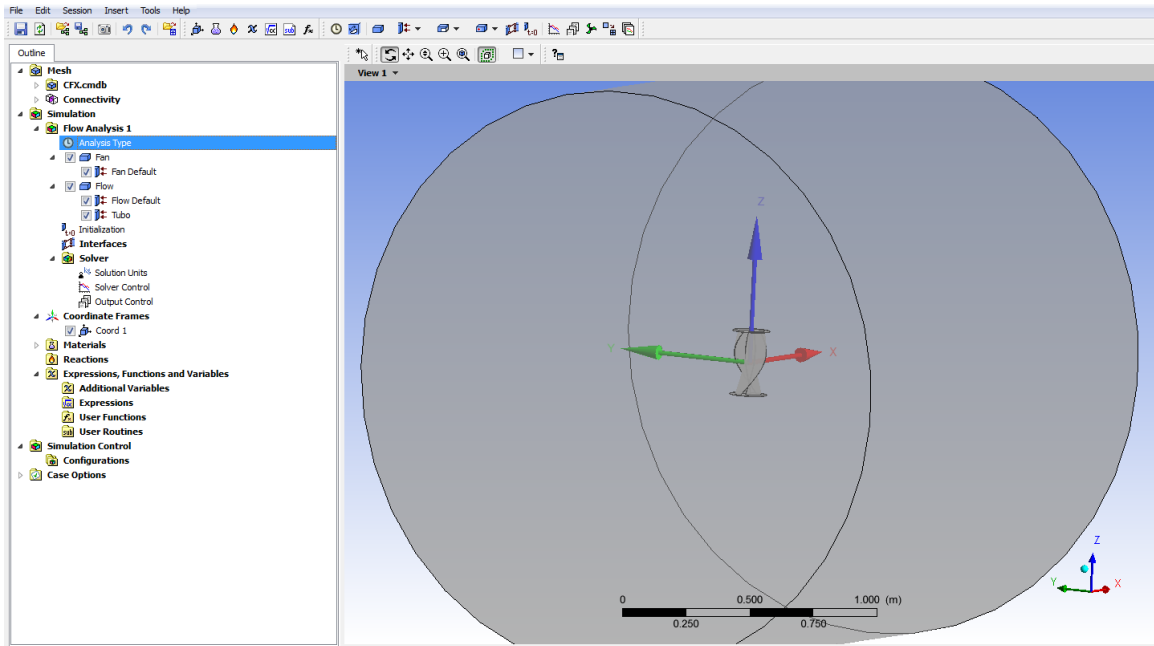 File Edit Session Insert Tools Help
Outline
Mesh
CFX.cmdb
Connectivity
Simulation
Flow Analysis 1
Analysis Type
Fan
Fan Default
Flow
Flow Default
Tubo
Initialization
Interfaces
Solver
Solution Units
Solver Control
Output Control
Coordinate Frames
Coord 1
Materials
Reactions
Expressions, Functions and Variables
Additional Variables
Expressions
User Functions
User Routines
Simulation Control
Configurations
Case Options
View 1
Z
Y
X
Z
Y
X
0 0.500 1.000 (m)
0.250 0.750